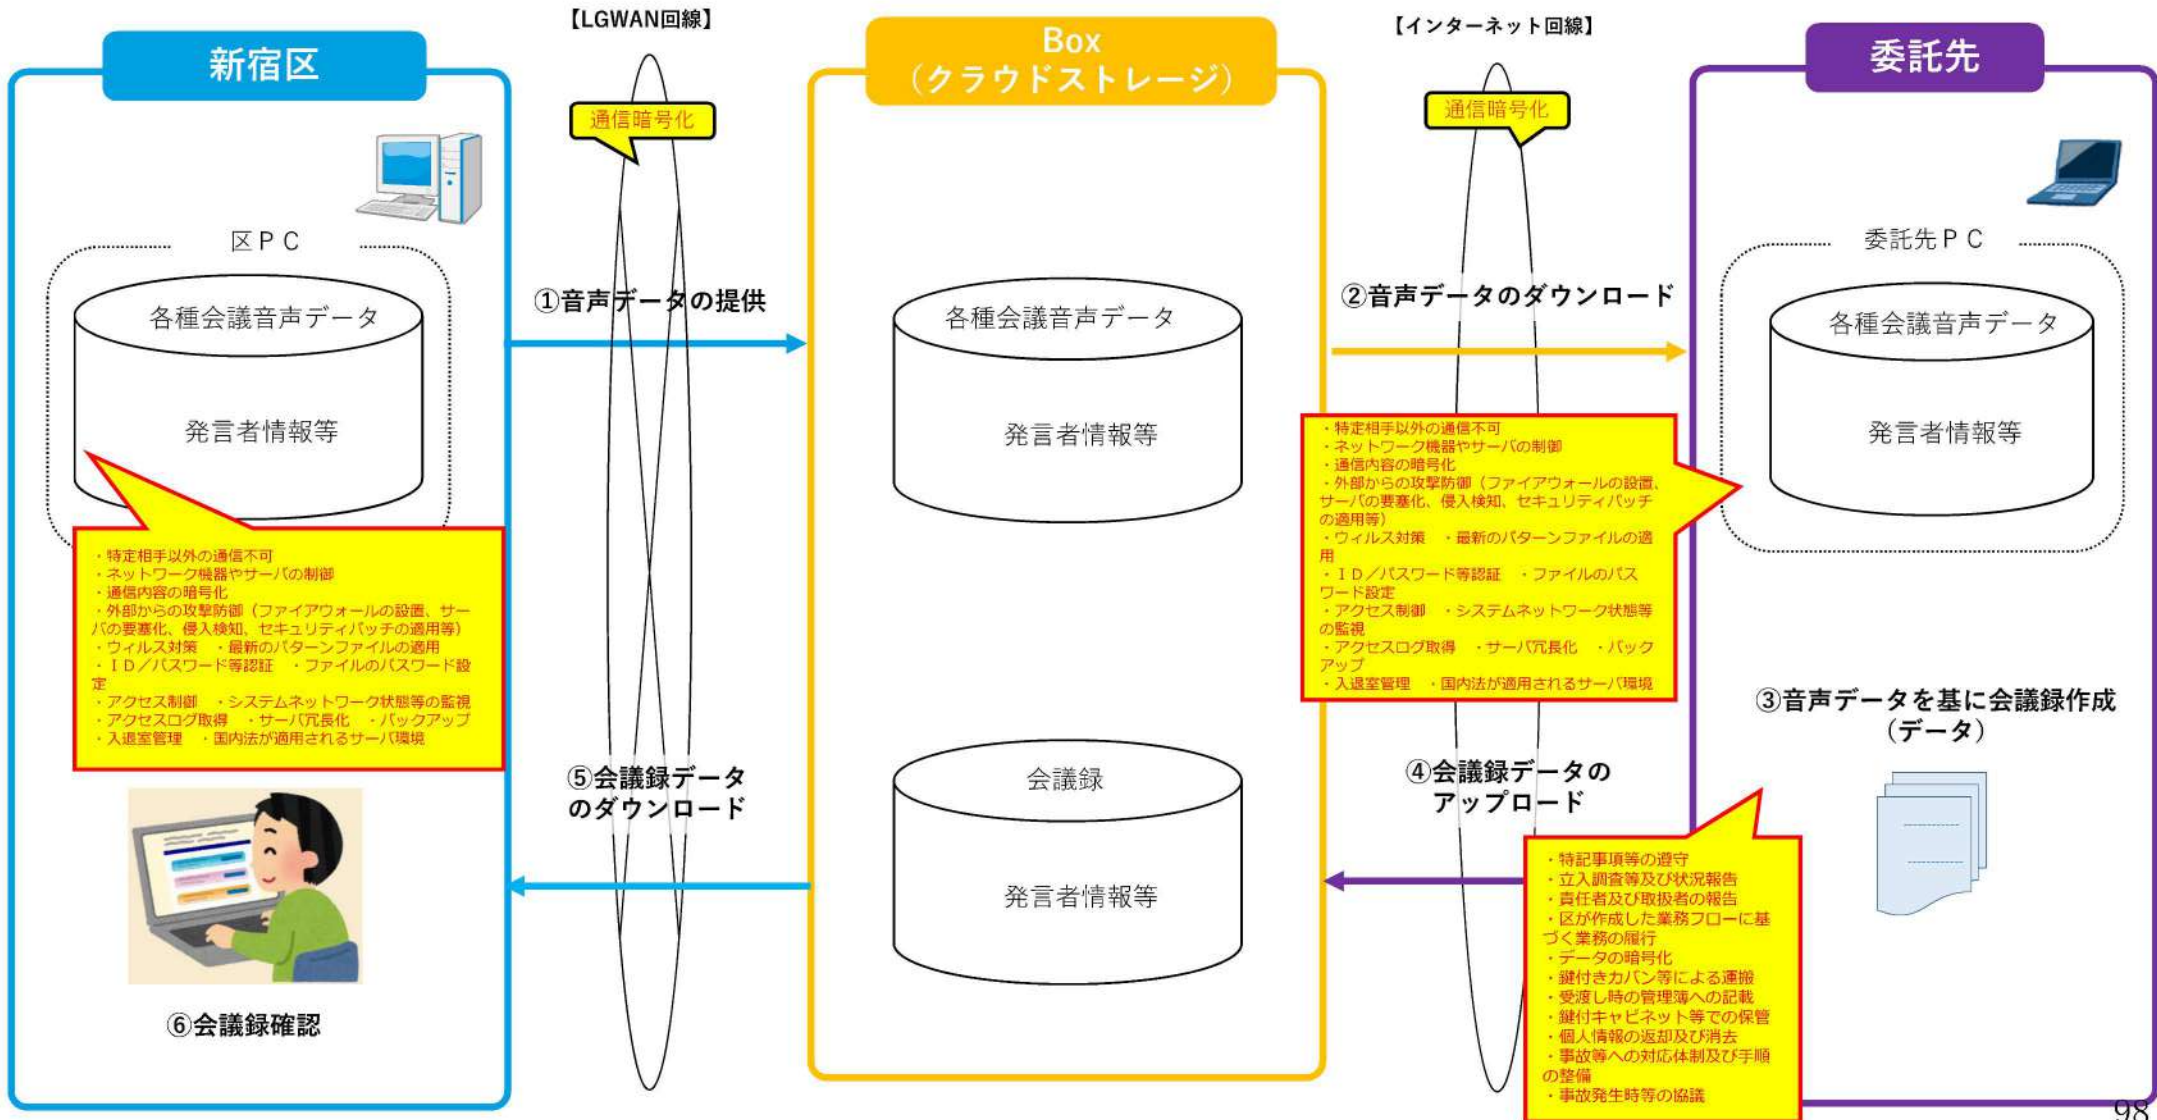 新宿区
【LGWAN回線】
通信暗号化
Box
（クラウドストレージ）
【インターネット回線】
通信暗号化
委託先
区ＰＣ
各種会議音声データ
発言者情報等
①音声データの提供
各種会議音声データ
発言者情報等
②音声データのダウンロード
委託先ＰＣ
各種会議音声データ
発言者情報等
・特定相手以外の通信不可
・ネットワーク機器やサーバの制御
・通信内容の暗号化
・外部からの攻撃防御（ファイアウォールの設置、サー
バの要塞化、侵入検知、セキュリティパッチの適用等）
・ウィルス対策　・最新のパターンファイルの適用
・ＩＤ／パスワード等認証　・ファイルのパスワード設
定
・アクセス制御　・システムネットワーク状態等の監視
・アクセスログ取得　・サーバ冗長化　・バックアップ
・入退室管理　・国内法が適用されるサーバ環境
・特定相手以外の通信不可
・ネットワーク機器やサーバの制御
・通信内容の暗号化
・外部からの攻撃防御（ファイアウォールの設置、
サーバの要塞化、侵入検知、セキュリティパッチ
の適用等）
・ウィルス対策　・最新のパターンファイルの適
用
・ＩＤ／パスワード等認証　・ファイルのパス
ワード設定
・アクセス制御　・システムネットワーク状態等
の監視
・アクセスログ取得　・サーバ冗長化　・バック
アップ
・入退室管理　・国内法が適用されるサーバ環境
③音声データを基に会議録作成
（データ）
④会議録データの
アップロード
・特記事項等の遵守
・立入調査等及び状況報告
・責任者及び取扱者の報告
・区が作成した業務フローに基
づく業務の履行
・データの暗号化
・鍵付きカバン等による運搬
・受渡し時の管理簿への記載
・鍵付キャビネット等での保管
・個人情報の返却及び消去
・事故等への対応体制及び手順
の整備
・事故発生時等の協議
会議録
発言者情報等
⑤会議録データ
のダウンロード
⑥会議録確認
98